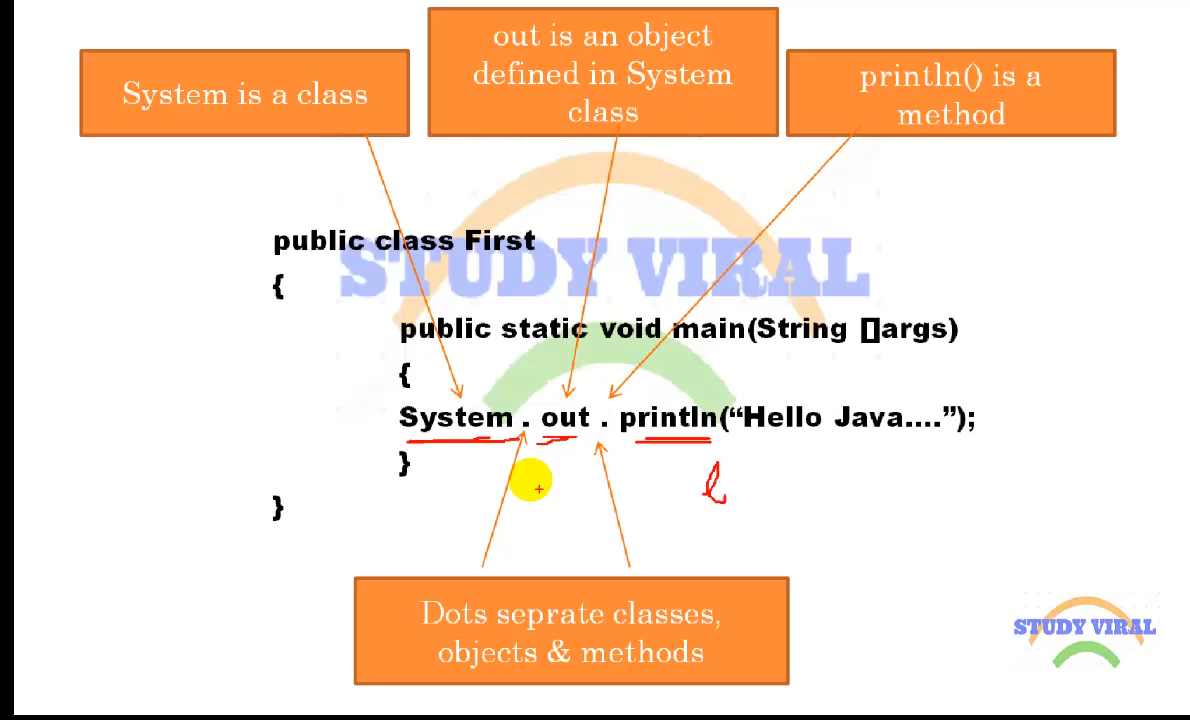 System is a class
out is an object
defined in System
class
println() is a
method
STUDY VIRAL
public class First
{
public static void main(String []args)
{
System . out . println(“Hello Java....”);
}
}
l
Dots seprate classes,
objects & methods
STUDY VIRAL